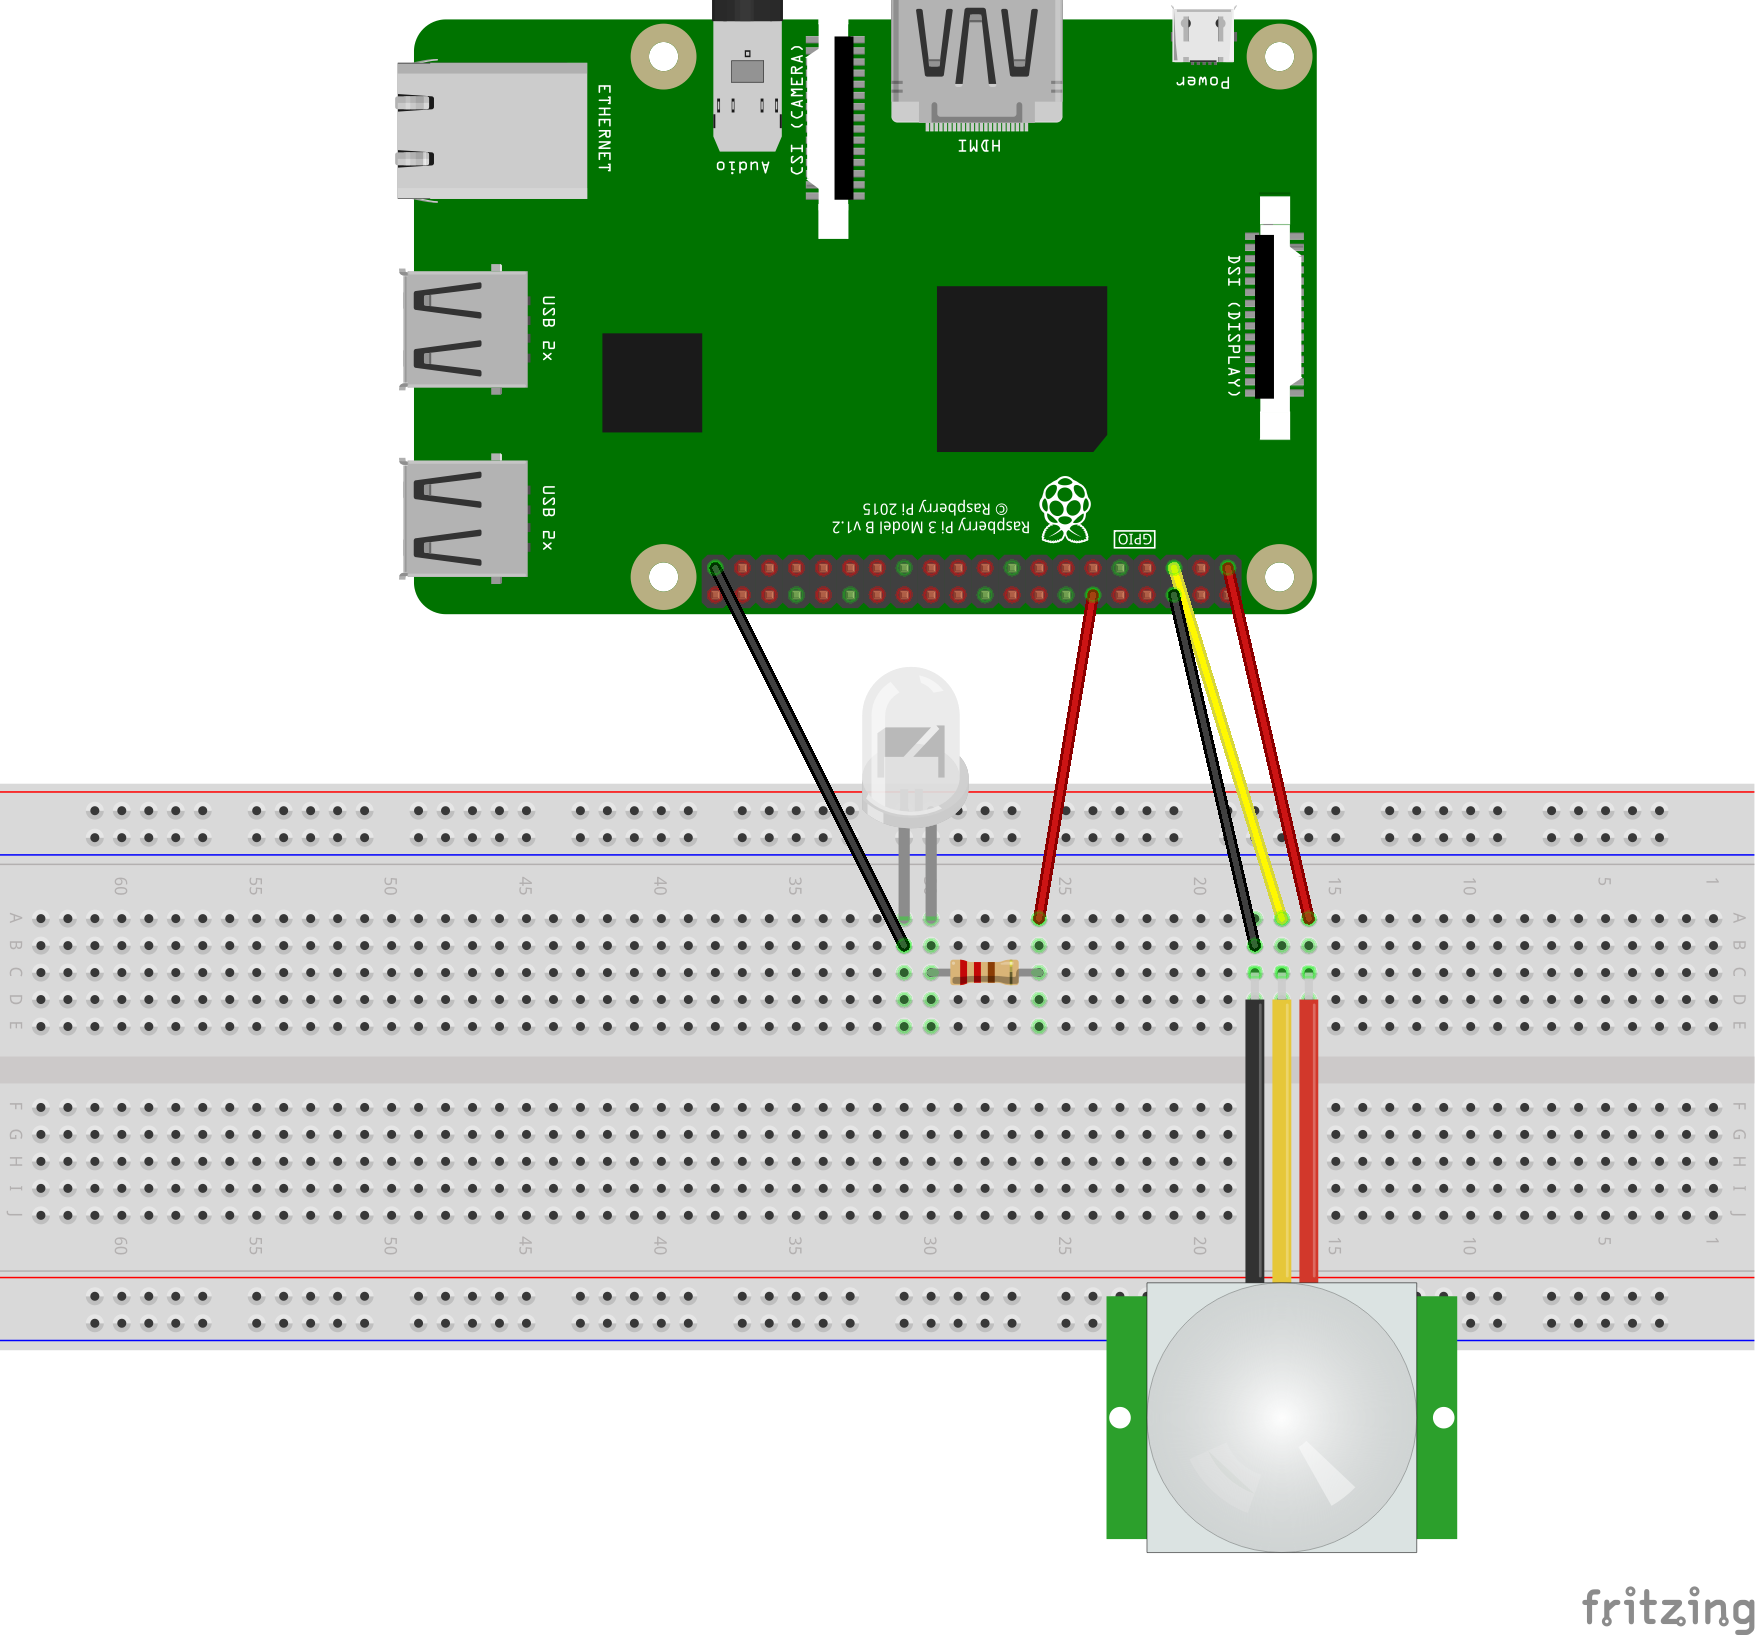 ETHERNET
Audio
CSI (CAMERA)
HDMI
Power
DSI (DISPLAY)
USB 2x
USB 2x
© Raspberry Pi 2015
Raspberry Pi 3 Model B v1.2
GPIO
60 55 50 45 40 35 25 20 15 10 5 1
A A
B B
C C
D D
E E
F F
G G
H H
I I
J J
60 55 50 45 40 35 30 25 20 15 10 5 1
fritzing